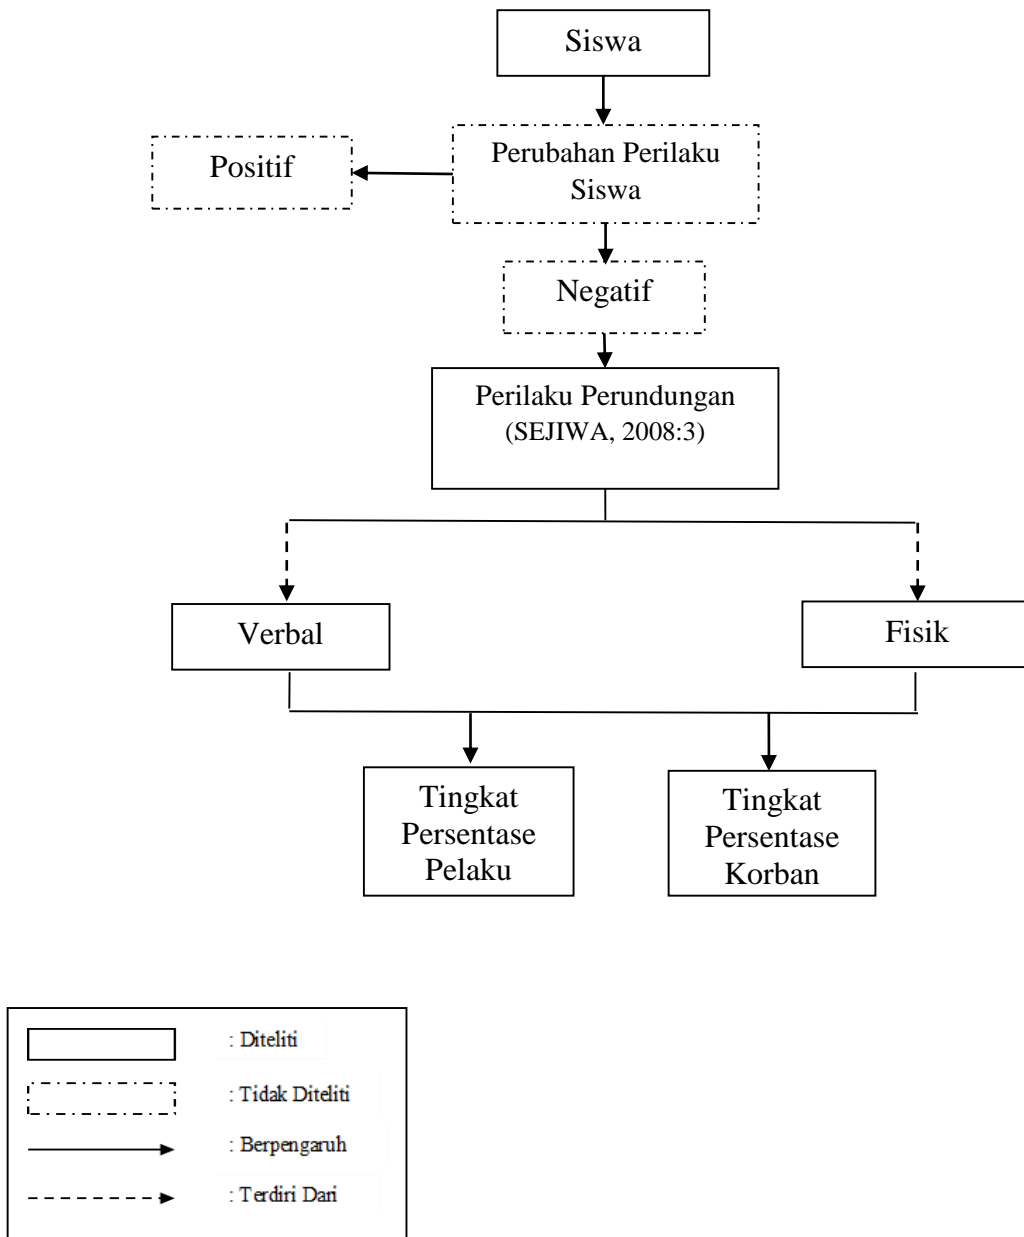 Siswa
Positif
Perubahan Perilaku
Siswa
Negatif
Perilaku Perundungan
(SEJIWA, 2008:3)
Verbal
Fisik
Tingkat
Persentase
Pelaku
Tingkat
Persentase
Korban
: Diteliti
: Tidak Diteliti
: Berpengaruh
: Terdiri Dari